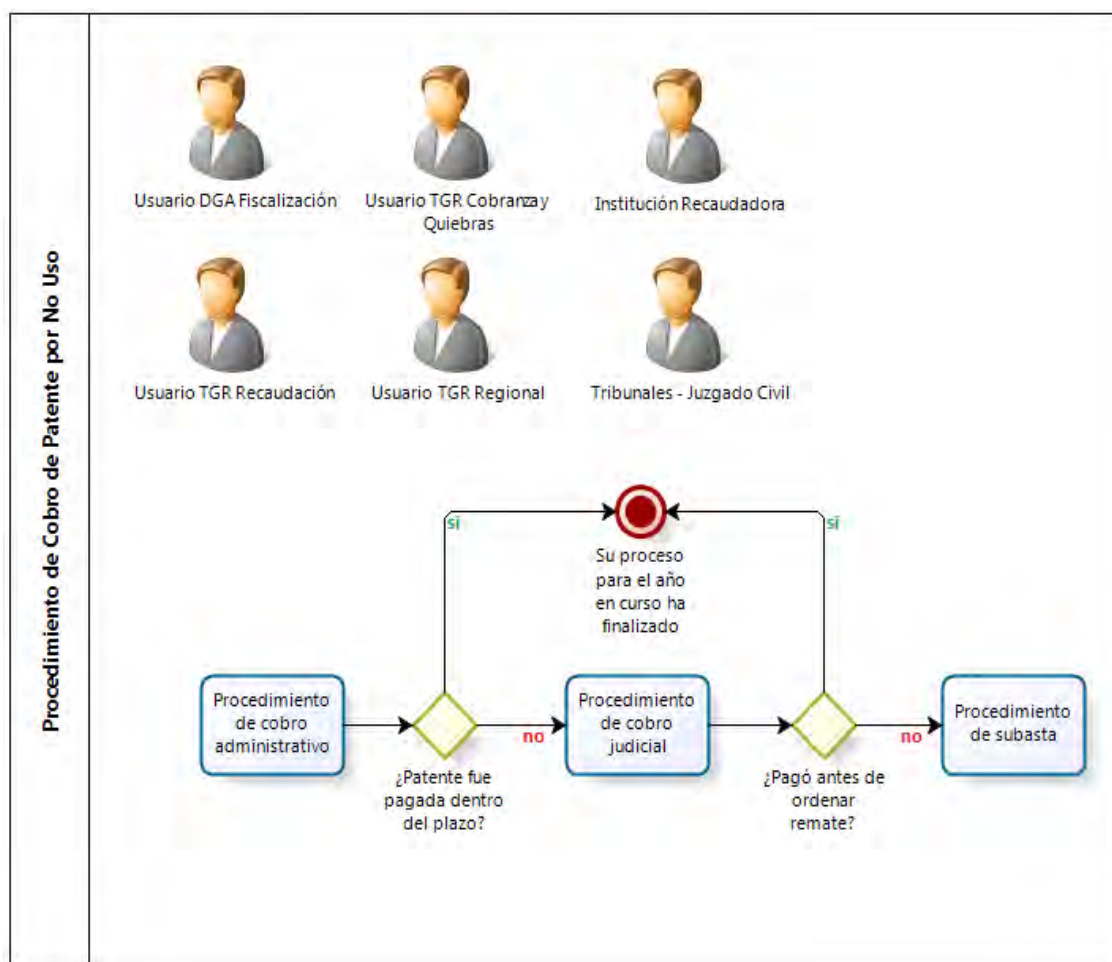 Procedimiento de Cobro de Patente por No Uso
Usuario DGA Fiscalización
Usuario TGR Cobranza y
Quiebras
Institución Recaudadora
Usuario TGR Recaudación
Usuario TGR Regional
Tribunales - Juzgado Civil
si
si
Su proceso
para el año
en curso ha
finalizado
Procedimiento
de cobro
administrativo
no
¿Patente fue
pagada dentro
del plazo?
Procedimiento
de cobro
judicial
no
¿Pagó antes de
ordenar
remate?
Procedimiento
de subasta